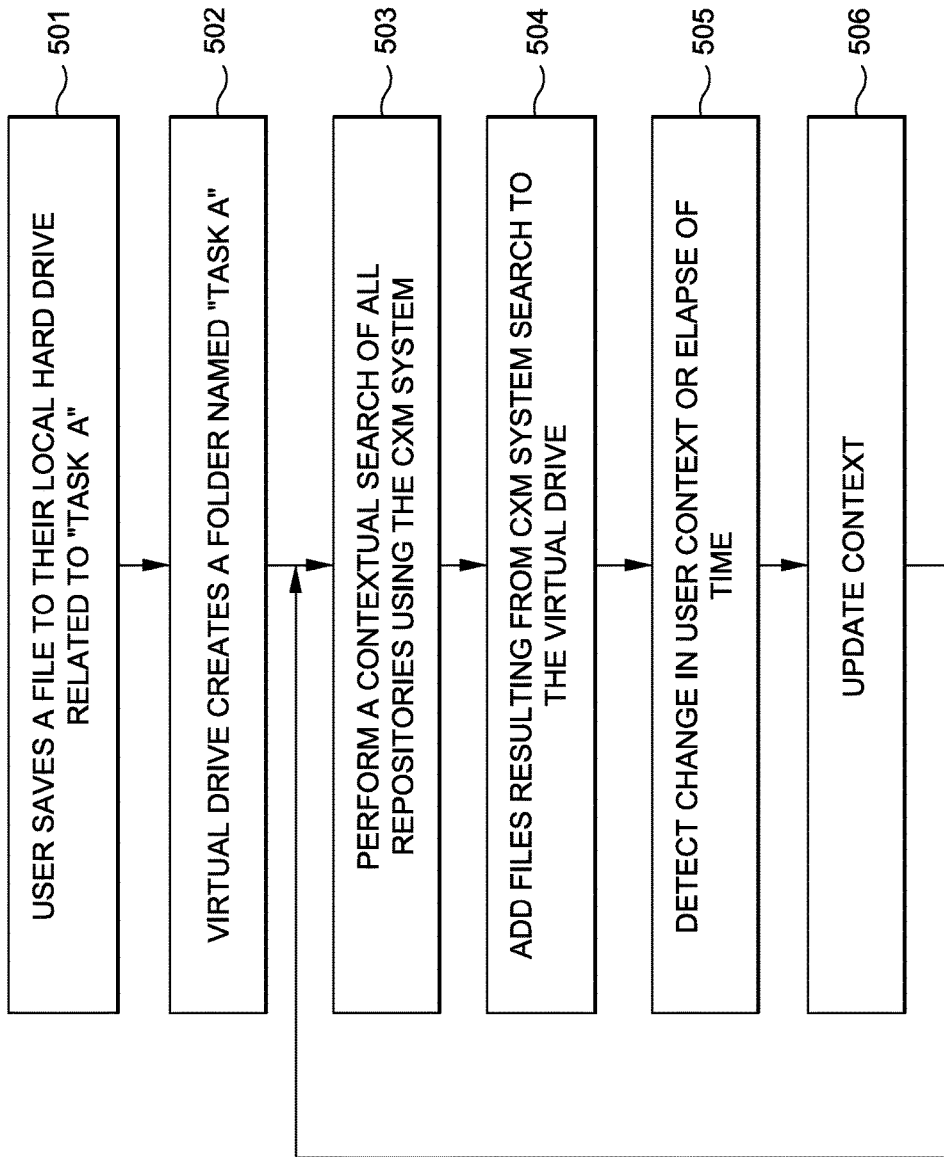 USER SAVES A FILE TO THEIR LOCAL HARD DRIVE
RELATED TO "TASK A"
501
VIRTUAL DRIVE CREATES A FOLDER NAMED "TASK A"
502
PERFORM A CONTEXTUAL SEARCH OF ALL
REPOSITORIES USING THE CXM SYSTEM
503
ADD FILES RESULTING FROM CXM SYSTEM SEARCH TO
THE VIRTUAL DRIVE
504
DETECT CHANGE IN USER CONTEXT OR ELAPSE OF
TIME
505
UPDATE CONTEXT
506